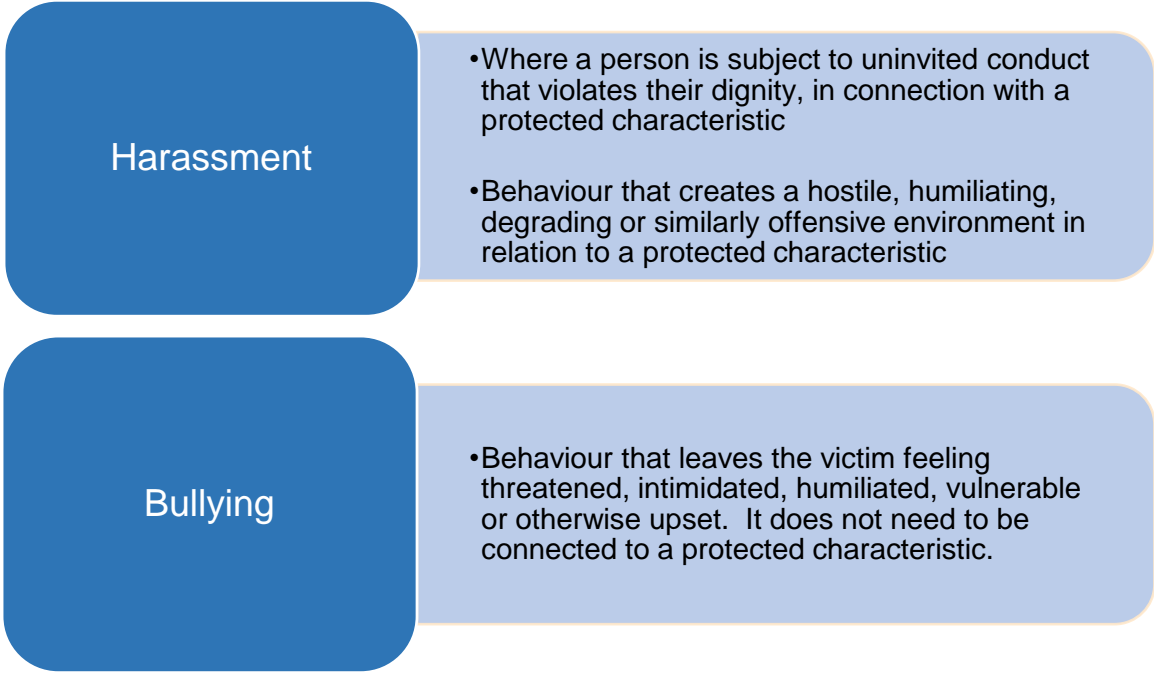 Harassment
•Where a person is subject to uninvited conduct
that violates their dignity, in connection with a
protected characteristic
•Behaviour that creates a hostile, humiliating,
degrading or similarly offensive environment in
relation to a protected characteristic
Bullying
•Behaviour that leaves the victim feeling
threatened, intimidated, humiliated, vulnerable
or otherwise upset.  It does not need to be
connected to a protected characteristic.